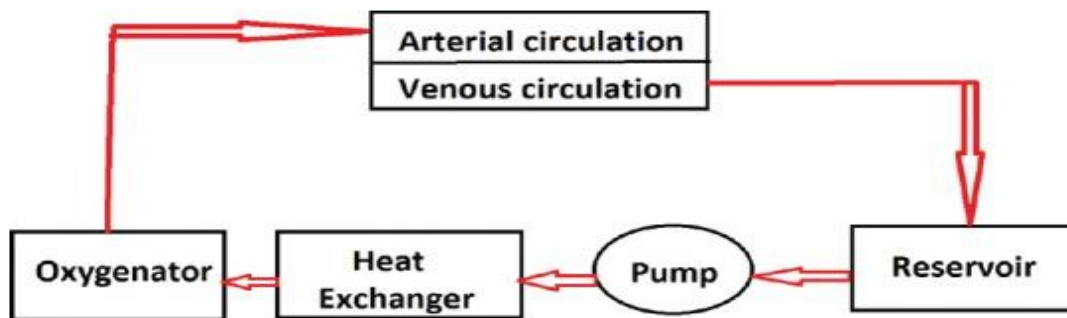 Arterial circulation
Venous circulation
Oxygenator
Heat
Exchanger
Pump
Reservoir